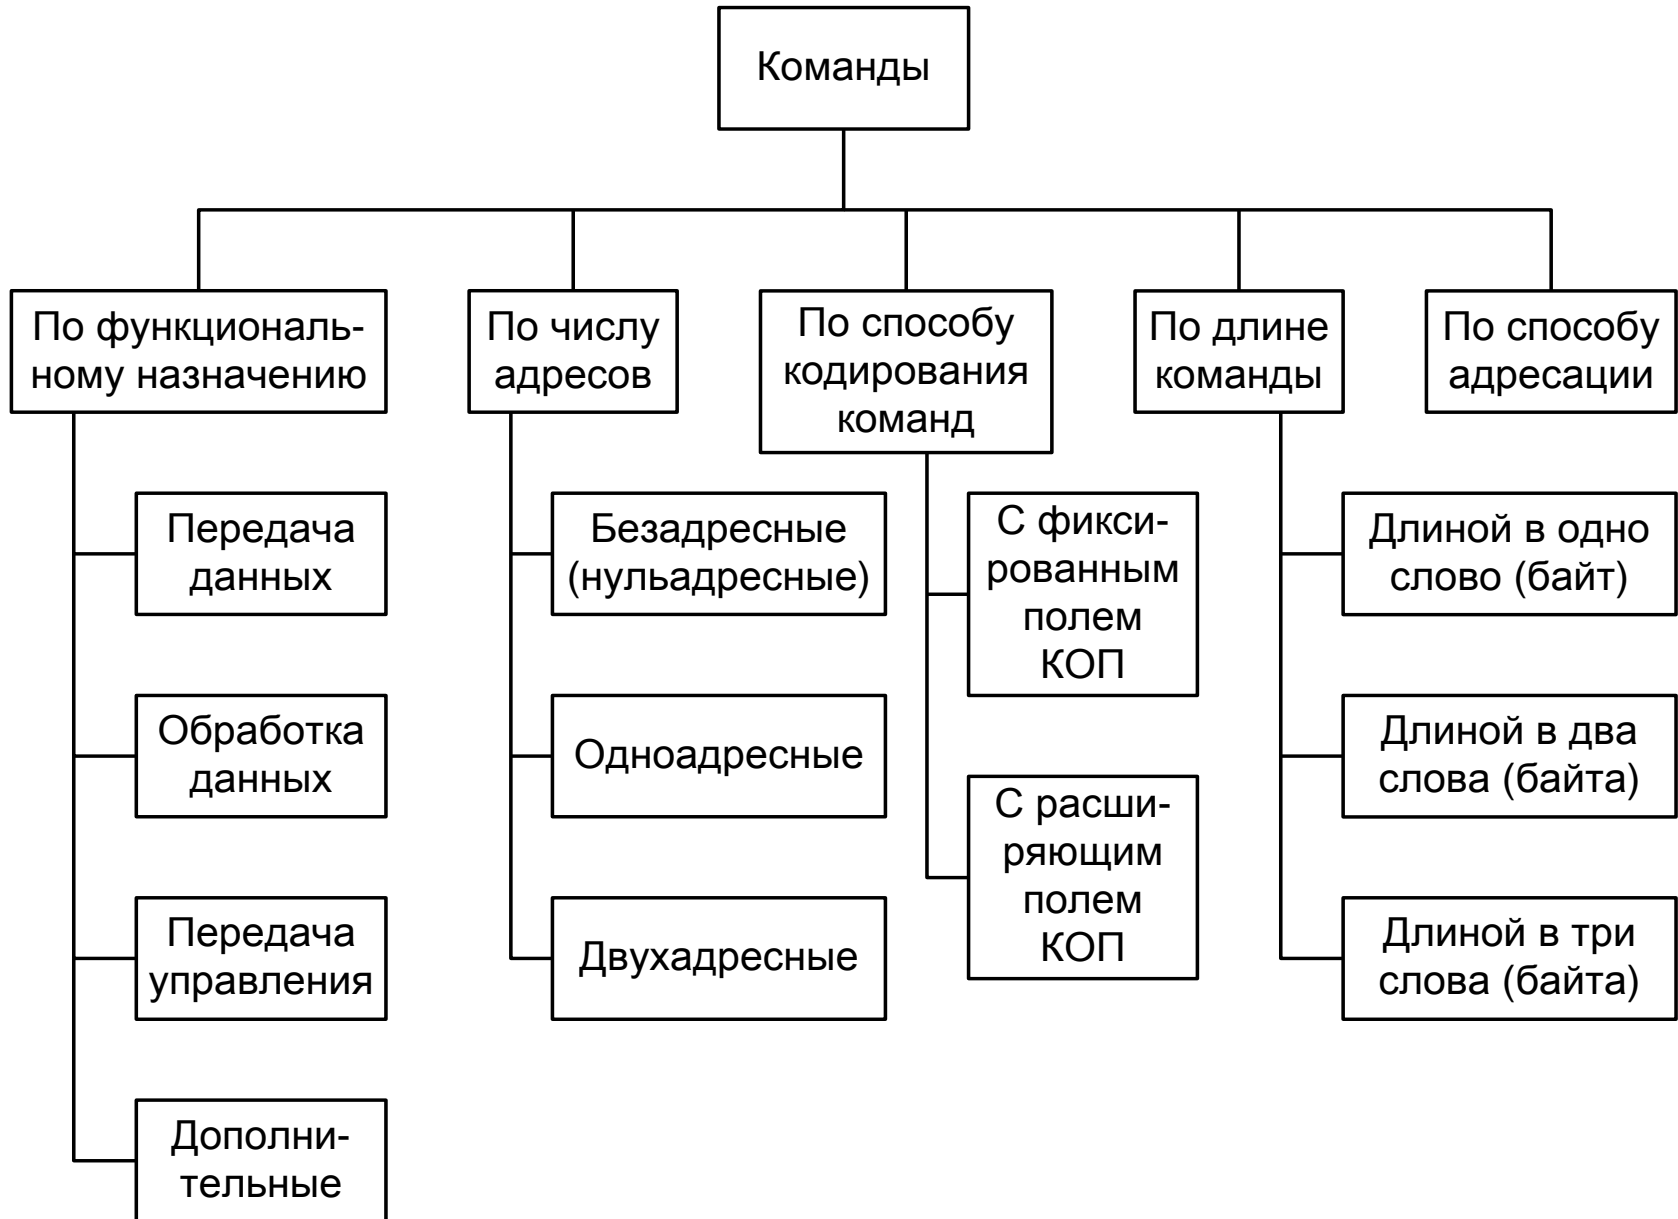 Команды
По функциональ-
ному назначению
Передача
данных
Обработка
данных
Передача
управления
Дополни-
тельные
По числу
адресов
Безадресные
(нульадресные)
Одноадресные
Двухадресные
По способу
кодирования
команд
С фикси-
рованным
полем
КОП
С расши-
ряющим
полем
КОП
По длине
команды
Длиной в одно
слово (байт)
Длиной в два
слова (байта)
Длиной в три
слова (байта)
По способу
адресации